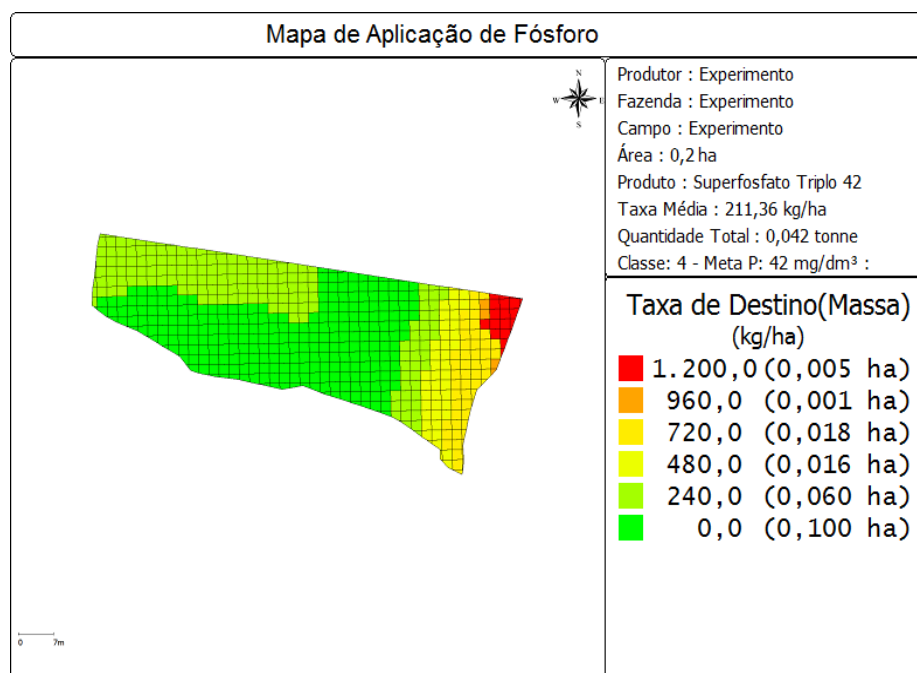 Mapa de Aplicação de Fósforo
N
W E
S
Produtor : Experimento
Fazenda : Experimento
Campo : Experimento
Área : 0,2 ha
Produto : Superfosfato Triplo 42
Taxa Média : 211,36 kg/ha
Quantidade Total : 0,042 tonne
Classe: 4 - Meta P: 42 mg/dm³ :
Taxa de Destino(Massa)
(kg/ha)
1.200,0 (0,005 ha)
960,0 (0,001 ha)
720,0 (0,018 ha)
480,0 (0,016 ha)
240,0 (0,060 ha)
0,0 (0,100 ha)
0 7m